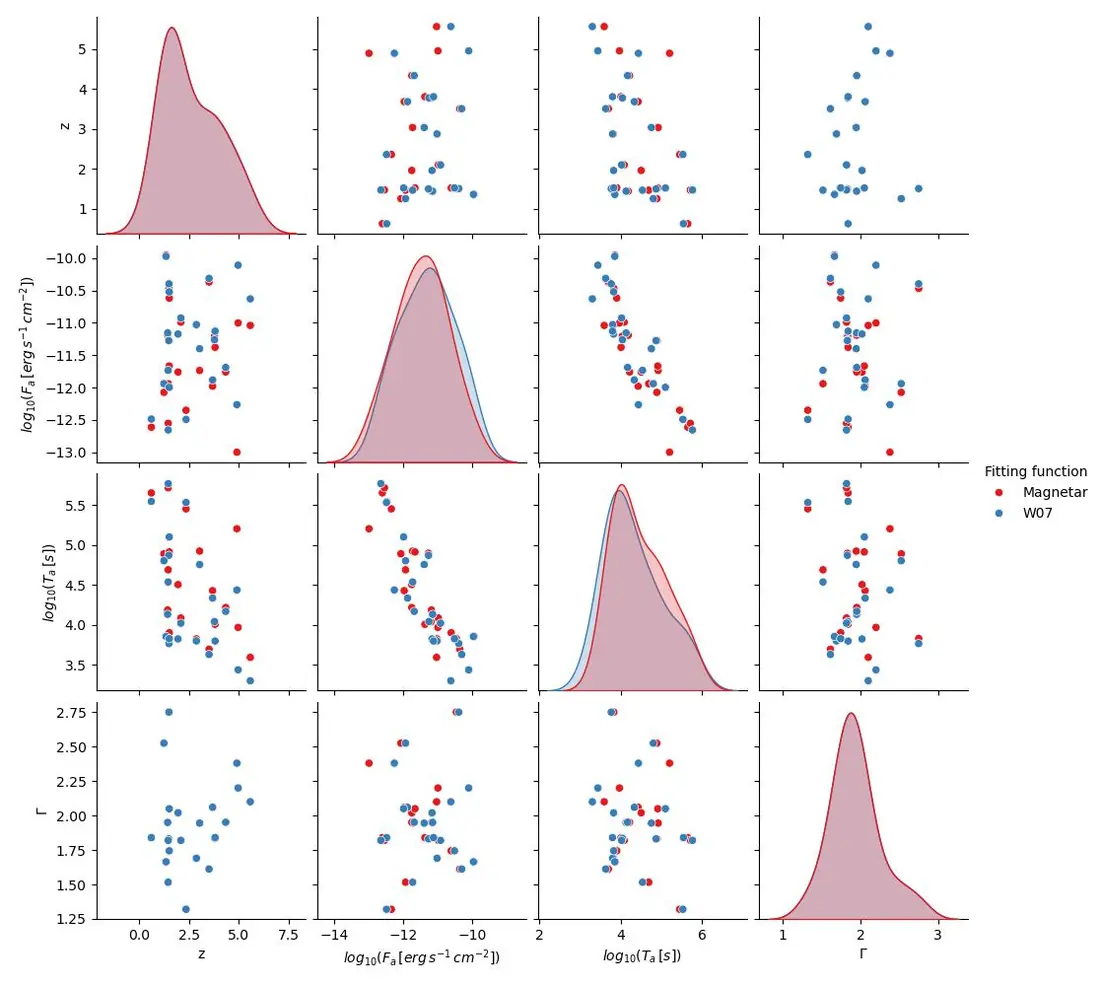 5
4
3
2
1
z
−10.0
−10.5
−11.0
−11.5
−12.0
−12.5
−13.0
log10(Fa [erg s−1 cm−2])
Fitting function
Magnetar
W07
5.5
5.0
4.5
4.0
3.5
log10(Ta [s])
2.75
2.50
2.25
2.00
1.75
1.50
1.25
Γ
0.0 2.5 5.0 7.5
−14 −12 −10
2 4 6
1 2 3
z
log10(Fa [erg s−1 cm−2])
log10(Ta [s])
Γ